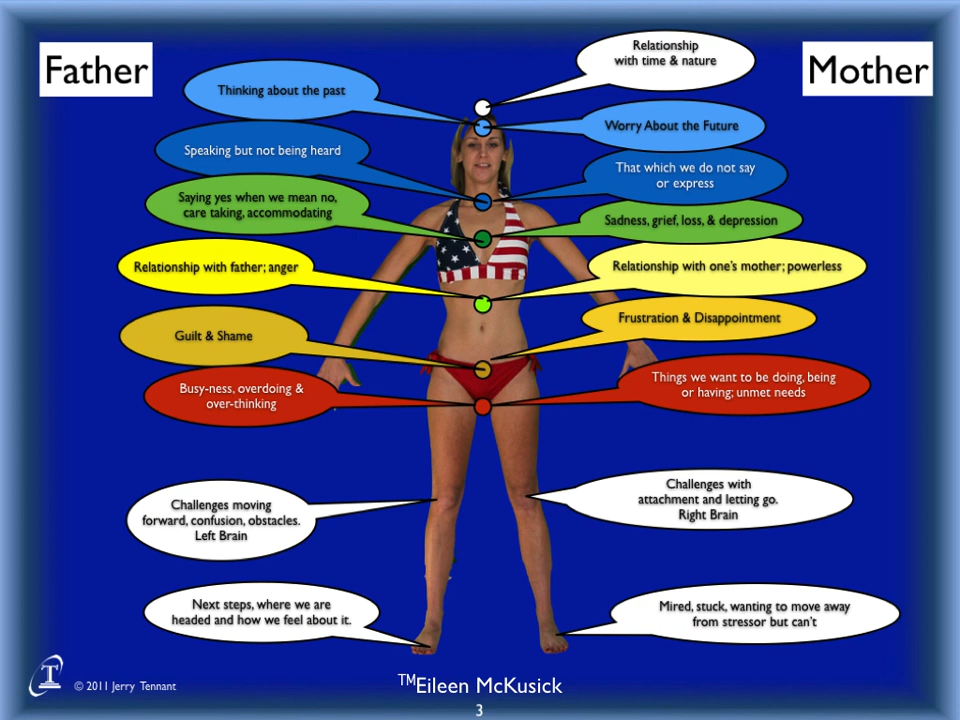 Father
Mother
Relationship
with time & nature
Thinking about the past
Worry About the Future
Speaking but not being heard
That which we do not say
or express
Saying yes when we mean no,
care taking, accommodating
Sadness, grief, loss, & depression
Relationship with father; anger
Relationship with one's mother; powerless
Guilt & Shame
Frustration & Disappointment
Busy-ness, overdoing &
over-thinking
Things we want to be doing, being
or having; unmet needs
Challenges moving
forward, confusion, obstacles.
Left Brain
Challenges with
attachment and letting go.
Right Brain
Next steps, where we are
headed and how we feel about it.
Mired, stuck, wanting to move away
from stressor but can't
T
© 2011 Jerry Tennant
TMEileen McKusick
3